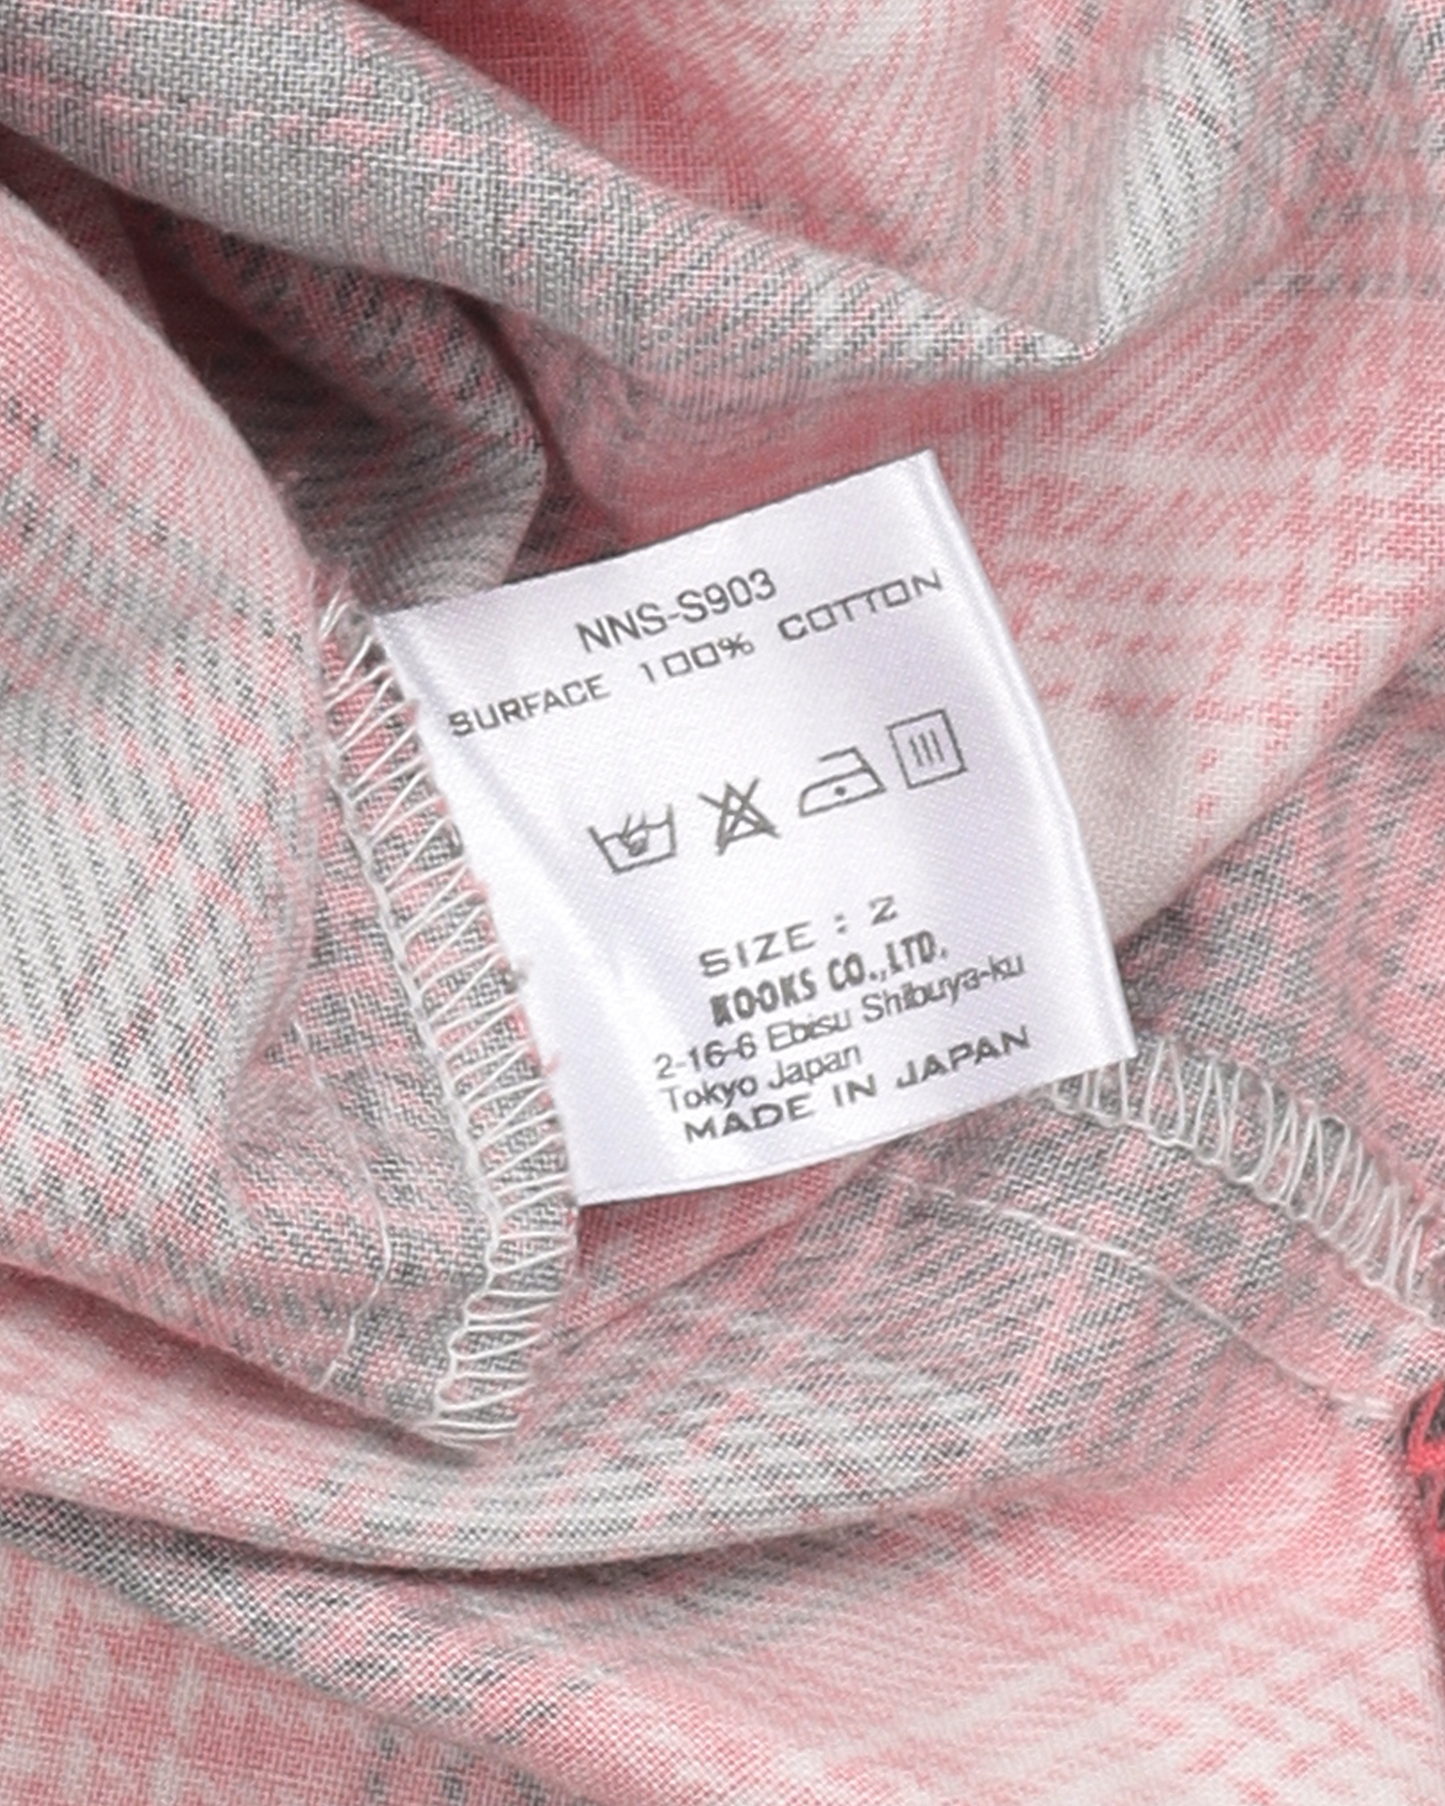 NNS-S903
SURFACE 100% COTTON
SIZE : 2
KOOKS CO.,LTD.
2-16-6 Ebisu Shibuya-ku
Tokyo Japan
MADE IN JAPAN